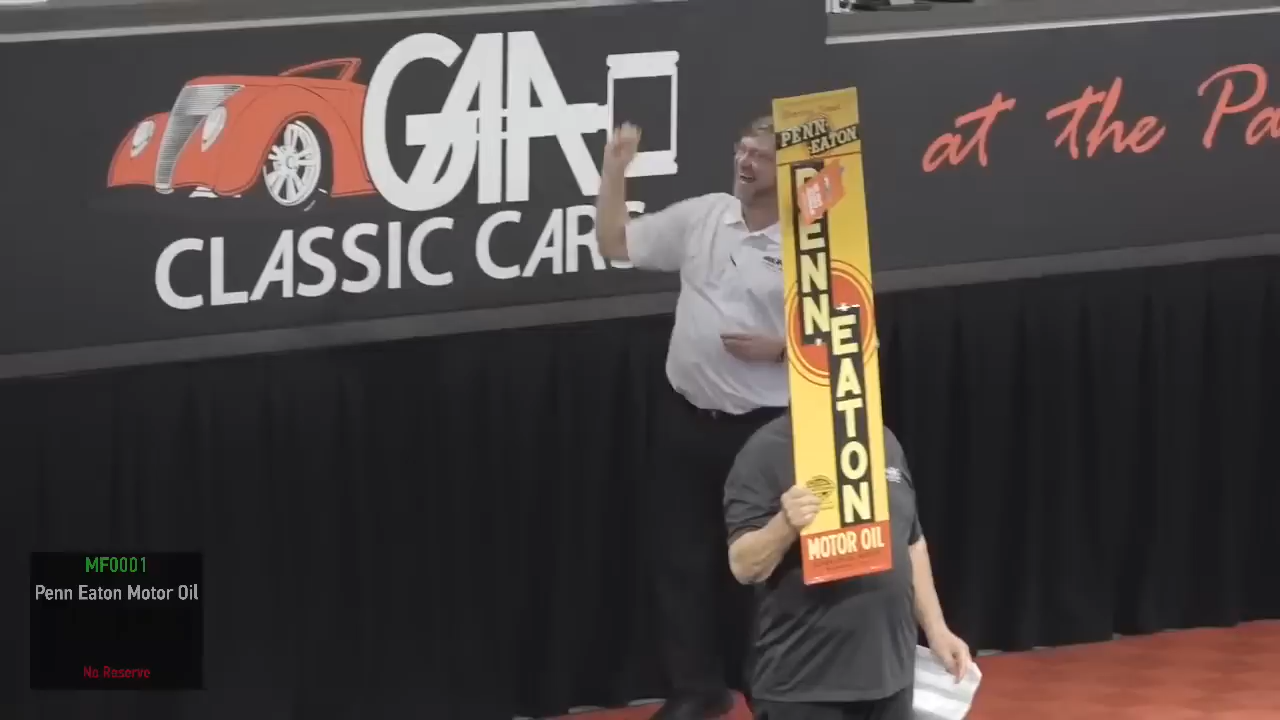 GAA
CLASSIC CARS
at the Pa
PENN
EATON
PENN
EATON
MOTOR OIL
MF0001
Penn Eaton Motor Oil
No Reserve